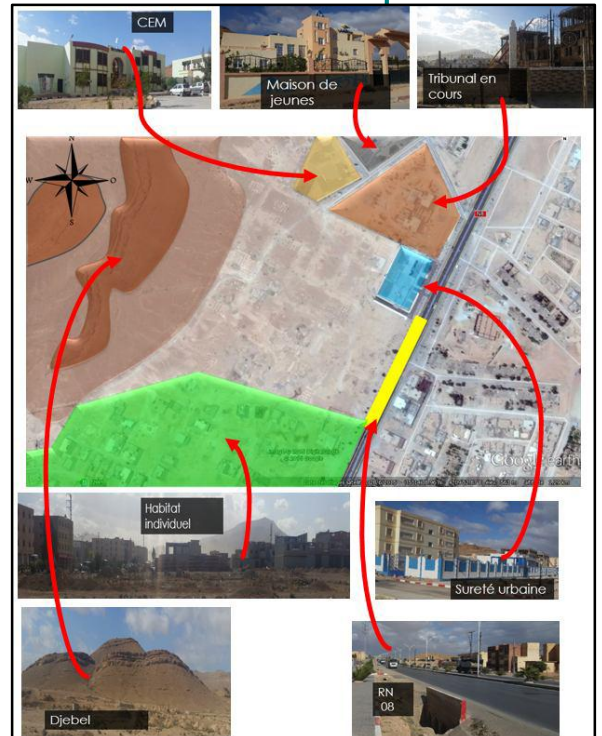 CEM
Maison de
jeunes
Tribunal en
cours
N
W
O
S
Google earth
Habitat
individuel
Sureté urbaine
Djebel
RN
08